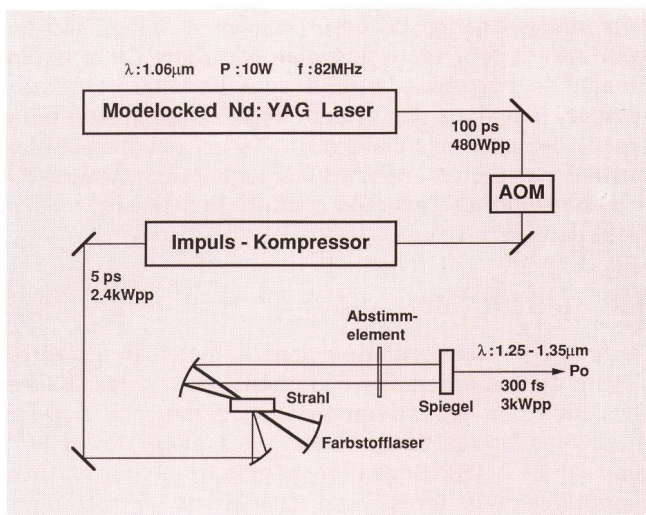 λ:1.06μm P :10W f :82MHz
Modelocked Nd: YAG Laser
100 ps
480Wpp
AOM
Impuls - Kompressor
5 ps
2.4kWpp
Abstimm-
element
λ:1.25 - 1.35μm
Po
300 fs
3kWpp
Strahl
Spiegel
Farbstofflaser